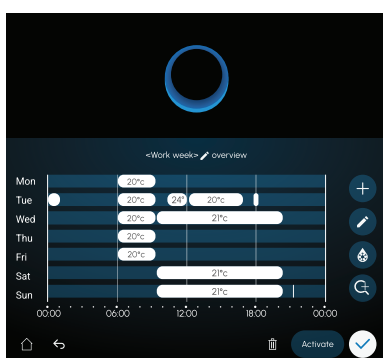 <Work week> overview
Mon 20°c
Tue 20°c 24° 20°c
Wed 20°c 21°c
Thu 20°c
Fri 20°c
Sat 21°c
Sun 21°c
00:00 06:00 12:00 18:00 00:00
Activate